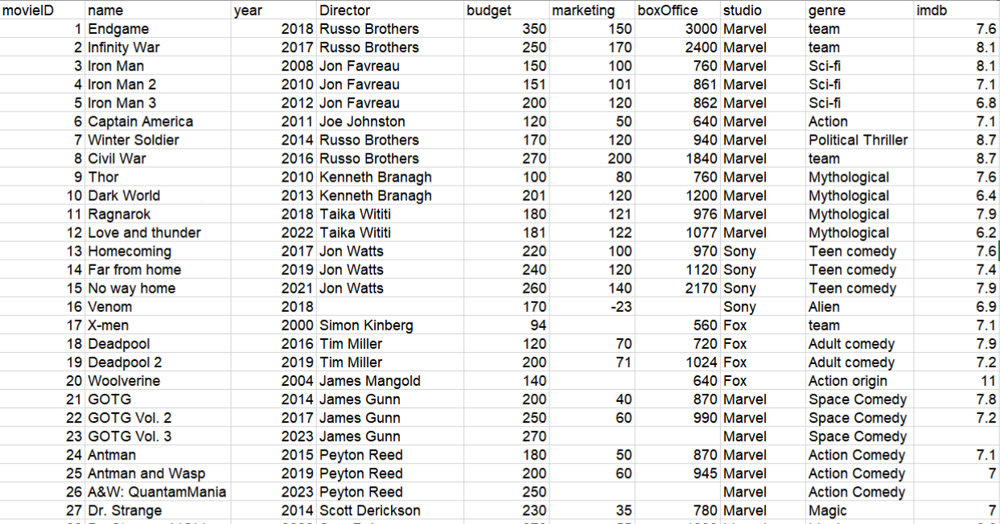 movieID name year Director budget marketing boxOffice studio genre imdb
1 Endgame 2018 Russo Brothers 350 150 3000 Marvel team 7.6
2 Infinity War 2017 Russo Brothers 250 170 2400 Marvel team 8.1
3 Iron Man 2008 Jon Favreau 150 100 760 Marvel Sci-fi 8.1
4 Iron Man 2 2010 Jon Favreau 151 101 861 Marvel Sci-fi 7.1
5 Iron Man 3 2012 Jon Favreau 200 120 862 Marvel Sci-fi 6.8
6 Captain America 2011 Joe Johnston 120 50 640 Marvel Action 7.1
7 Winter Soldier 2014 Russo Brothers 170 120 940 Marvel Political Thriller 8.7
8 Civil War 2016 Russo Brothers 270 200 1840 Marvel team 8.7
9 Thor 2010 Kenneth Branagh 100 80 760 Marvel Mythological 7.6
10 Dark World 2013 Kenneth Branagh 201 120 1200 Marvel Mythological 6.4
11 Ragnarok 2018 Taika Wititi 180 121 976 Marvel Mythological 7.9
12 Love and thunder 2022 Taika Wititi 181 122 1077 Marvel Mythological 6.2
13 Homecoming 2017 Jon Watts 220 100 970 Sony Teen comedy 7.6
14 Far from home 2019 Jon Watts 240 120 1120 Sony Teen comedy 7.4
15 No way home 2021 Jon Watts 260 140 2170 Sony Teen comedy 7.9
16 Venom 2018 170 -23 Sony Alien 6.9
17 X-men 2000 Simon Kinberg 94 560 Fox team 7.1
18 Deadpool 2016 Tim Miller 120 70 720 Fox Adult comedy 7.9
19 Deadpool 2 2019 Tim Miller 200 71 1024 Fox Adult comedy 7.2
20 Woolverine 2004 James Mangold 140 640 Fox Action origin 11
21 GOTG 2014 James Gunn 200 40 870 Marvel Space Comedy 7.8
22 GOTG Vol. 2 2017 James Gunn 250 60 990 Marvel Space Comedy 7.2
23 GOTG Vol. 3 2023 James Gunn 270 Marvel Space Comedy
24 Antman 2015 Peyton Reed 180 50 870 Marvel Action Comedy 7.1
25 Antman and Wasp 2019 Peyton Reed 200 60 945 Marvel Action Comedy 7
26 A&W: QuantamMania 2023 Peyton Reed 250 Marvel Action Comedy
27 Dr. Strange 2014 Scott Derickson 230 35 780 Marvel Magic 7